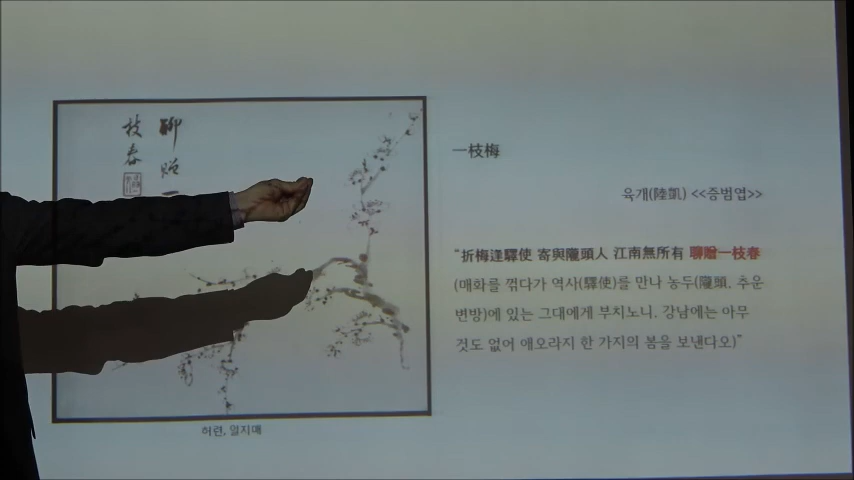 聊贈一
枝春
一枝梅
육개(陸凱) <<증범엽>>
"折梅逢驛使 寄與隴頭人 江南無所有 聊贈一枝春
(매화를 꺾다가 역사(驛使)를 만나 농두(隴頭, 추운
변방)에 있는 그대에게 부치노니. 강남에는 아무
것도 없어 애오라지 한 가지의 봄을 보낸다오)"
허련, 일지매